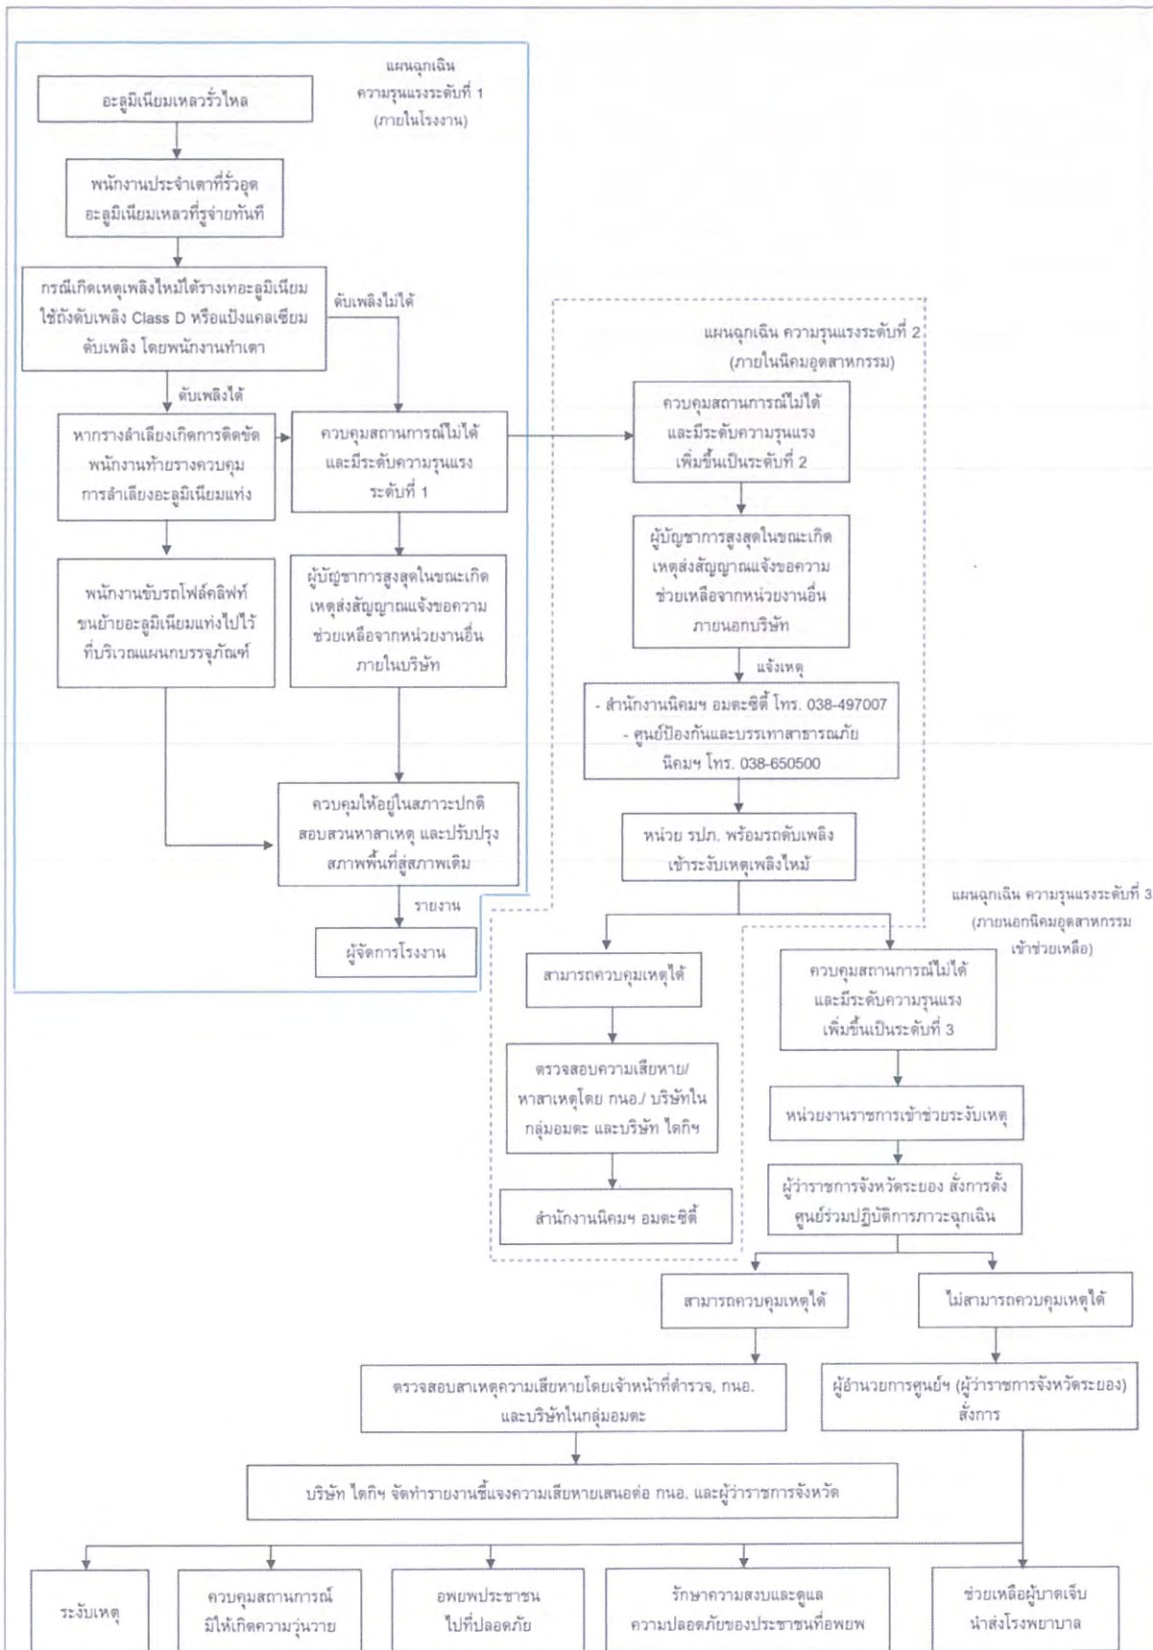 แผนฉุกเฉิน
ความรุนแรงระดับที่ 1
(ภายในโรงงาน)
อะลูมิเนียมเหลวรั่วไหล
พนักงานประจำเตาที่รั่วอุด
อะลูมิเนียมเหลวที่รูจ่ายทันที
กรณีเกิดเหตุเพลิงไหม้ใต้รางเทอะลูมิเนียม
ใช้ถังดับเพลิง Class D หรือแป้งแคลเซียม
ดับเพลิง โดยพนักงานทำเตา
ดับเพลิงไม่ได้
ดับเพลิงได้
หากรางลำเลียงเกิดการติดขัด
พนักงานท้ายรางควบคุม
การลำเลียงอะลูมิเนียมแท่ง
ควบคุมสถานการณ์ไม่ได้
และมีระดับความรุนแรง
ระดับที่ 1
พนักงานขับรถโฟล์คลิฟท์
ขนย้ายอะลูมิเนียมแท่งไปไว้
ที่บริเวณแผนกบรรจุภัณฑ์
ผู้บัญชาการสูงสุดในขณะเกิด
เหตุส่งสัญญาณแจ้งขอความ
ช่วยเหลือจากหน่วยงานอื่น
ภายในบริษัท
ควบคุมให้อยู่ในสภาวะปกติ
สอบสวนหาสาเหตุ และปรับปรุง
สภาพพื้นที่สู่สภาพเดิม
รายงาน
ผู้จัดการโรงงาน
แผนฉุกเฉิน ความรุนแรงระดับที่ 2
(ภายในนิคมอุตสาหกรรม)
ควบคุมสถานการณ์ไม่ได้
และมีระดับความรุนแรง
เพิ่มขึ้นเป็นระดับที่ 2
ผู้บัญชาการสูงสุดในขณะเกิด
เหตุส่งสัญญาณแจ้งขอความ
ช่วยเหลือจากหน่วยงานอื่น
ภายนอกบริษัท
แจ้งเหตุ
- สำนักงานนิคมฯ อมตะซิตี้ โทร. 038-497007
- ศูนย์ป้องกันและบรรเทาสาธารณภัย
นิคมฯ โทร. 038-650500
หน่วย รปภ. พร้อมรถดับเพลิง
เข้าระงับเหตุเพลิงไหม้
สามารถควบคุมเหตุได้
ตรวจสอบความเสียหาย/
หาสาเหตุโดย กนอ./ บริษัทใน
กลุ่มอมตะ และบริษัท ไดกิฯ
สำนักงานนิคมฯ อมตะซิตี้
แผนฉุกเฉิน ความรุนแรงระดับที่ 3
(ภายนอกนิคมอุตสาหกรรม
เข้าช่วยเหลือ)
ควบคุมสถานการณ์ไม่ได้
และมีระดับความรุนแรง
เพิ่มขึ้นเป็นระดับที่ 3
หน่วยงานราชการเข้าช่วยระงับเหตุ
ผู้ว่าราชการจังหวัดระยอง สั่งการตั้ง
ศูนย์ร่วมปฏิบัติการภาวะฉุกเฉิน
สามารถควบคุมเหตุได้
ไม่สามารถควบคุมเหตุได้
ตรวจสอบสาเหตุความเสียหายโดยเจ้าหน้าที่ตำรวจ, กนอ.
และบริษัทในกลุ่มอมตะ
ผู้อำนวยการศูนย์ฯ (ผู้ว่าราชการจังหวัดระยอง)
สั่งการ
บริษัท ไดกิฯ จัดทำรายงานชี้แจงความเสียหายเสนอต่อ กนอ. และผู้ว่าราชการจังหวัด
ระงับเหตุ
ควบคุมสถานการณ์
มิให้เกิดความวุ่นวาย
อพยพประชาชน
ไปที่ปลอดภัย
รักษาความสงบและดูแล
ความปลอดภัยของประชาชนที่อพยพ
ช่วยเหลือผู้บาดเจ็บ
นำส่งโรงพยาบาล